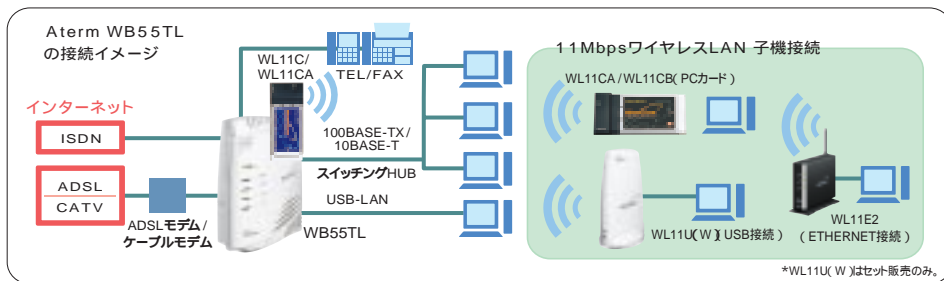 Aterm WB55TL
の接続イメージ
インターネット
ISDN
ADSL
CATV
ADSLモデム/
ケーブルモデム
WL11C/
WL11CA
TEL/FAX
100BASE-TX/
10BASE-T
スイッチングHUB
USB-LAN
WB55TL
11MbpsワイヤレスLAN 子機接続
WL11CA/WL11CB(PCカード)
WL11U(W)(USB接続)
WL11E2
(ETHERNET接続)
*WL11U(W)はセット販売のみ。